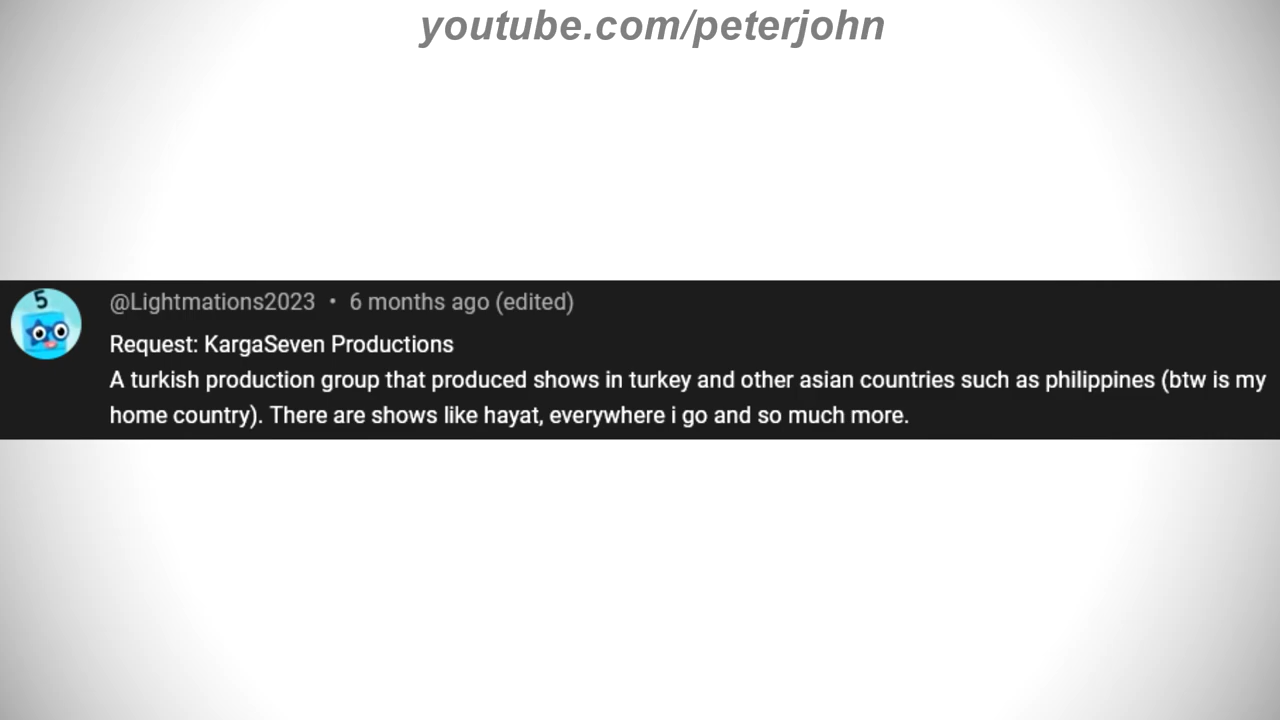 youtube.com/peterjohn
5
@Lightmations2023 • 6 months ago (edited)
Request: KargaSeven Productions
A turkish production group that produced shows in turkey and other asian countries such as philippines (btw is my
home country). There are shows like hayat, everywhere i go and so much more.